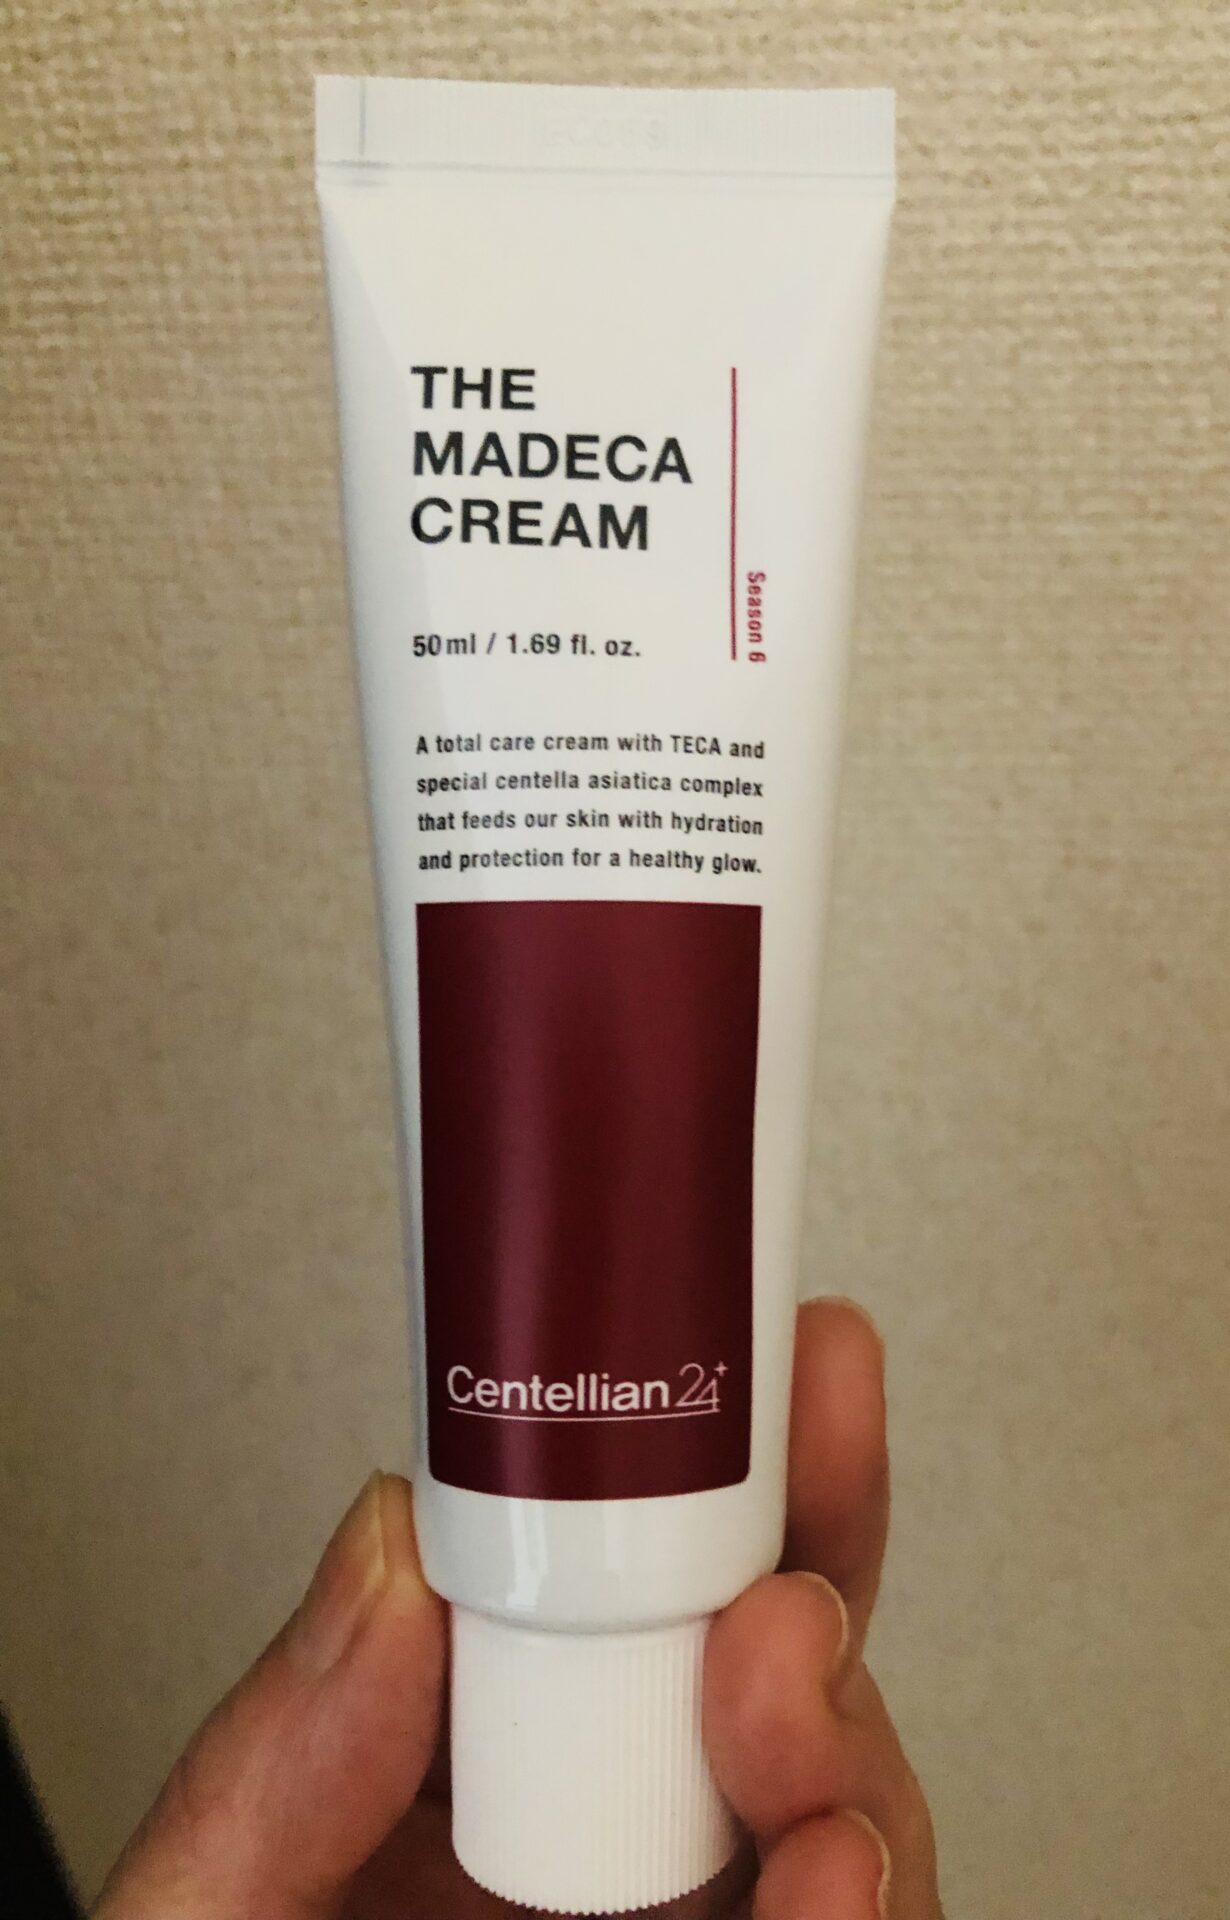 THE
MADECA
CREAM
Season 6
50ml / 1.69 fl. oz.
A total care cream with TECA and
special centella asiatica complex
that feeds our skin with hydration
and protection for a healthy glow.
Centellian24+